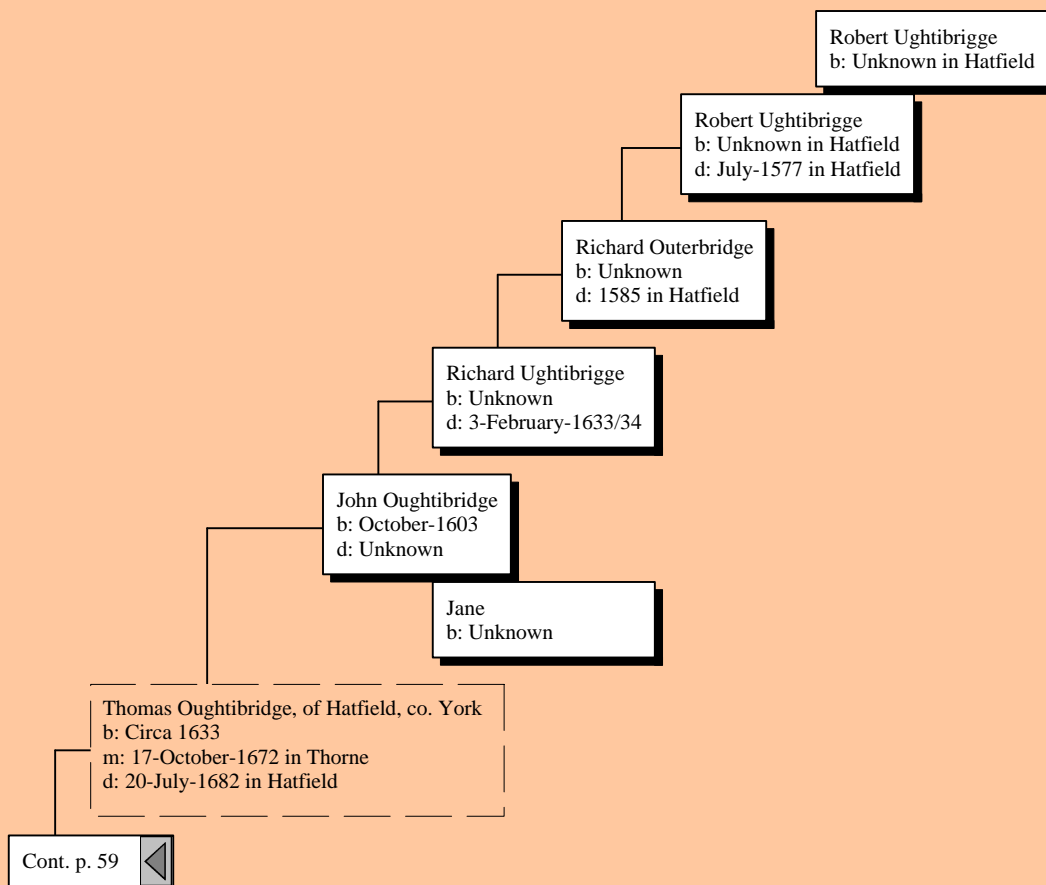 Robert Ughtibrigge
b: Unknown in Hatfield
Robert Ughtibrigge
b: Unknown in Hatfield
d: July-1577 in Hatfield
Richard Outerbridge
b: Unknown
d: 1585 in Hatfield
Richard Ughtibrigge
b: Unknown
d: 3-February-1633/34
John Oughtibridge
b: October-1603
d: Unknown
Jane
b: Unknown
Thomas Oughtibridge, of Hatfield, co. York
b: Circa 1633
m: 17-October-1672 in Thorne
d: 20-July-1682 in Hatfield
Cont. p. 59